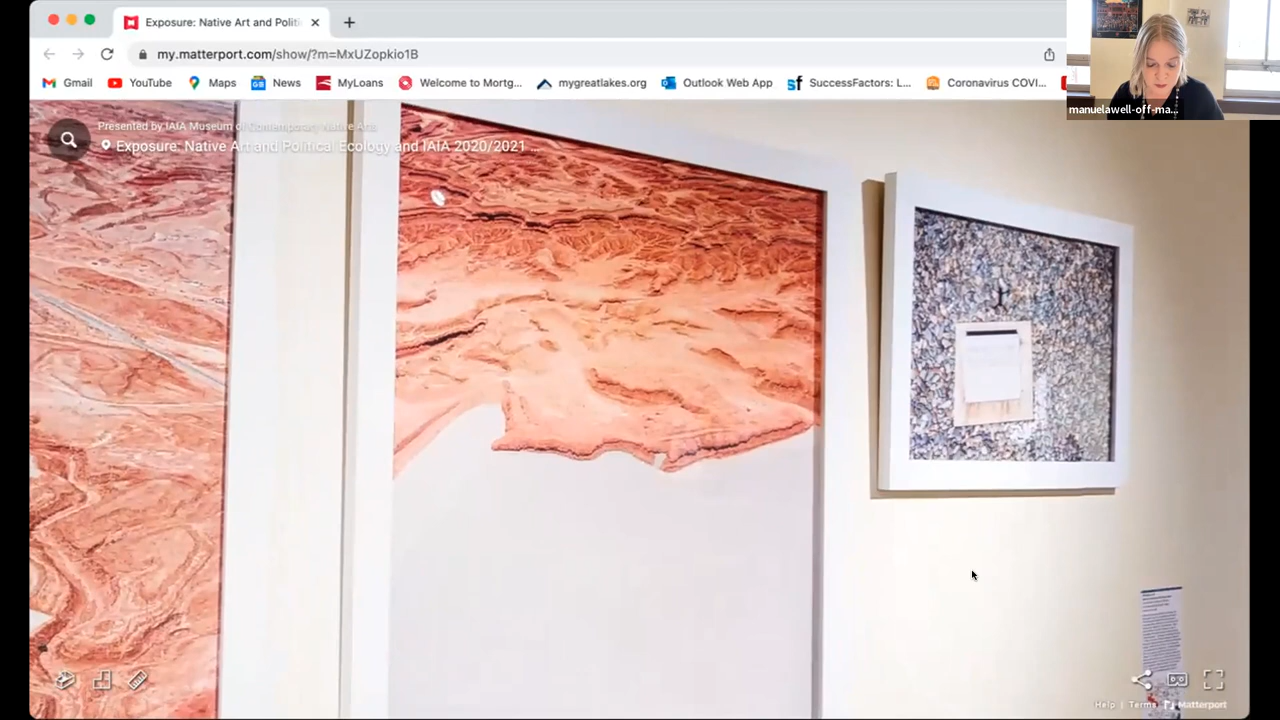 Exposure: Native Art and Politi
my.matterport.com/show/?m=MxUZopkio1B
Gmail
YouTube
Maps
News
MyLoans
Welcome to Mortg...
mygreatlakes.org
Outlook Web App
SuccessFactors: L...
Coronavirus COVI...
manuelawell-off-ma...
Presented by IAIA Museum of Contemporary Native Arts
Exposure: Native Art and Political Ecology and IAIA 2020/2021 ...
Help | Terms
Matterport